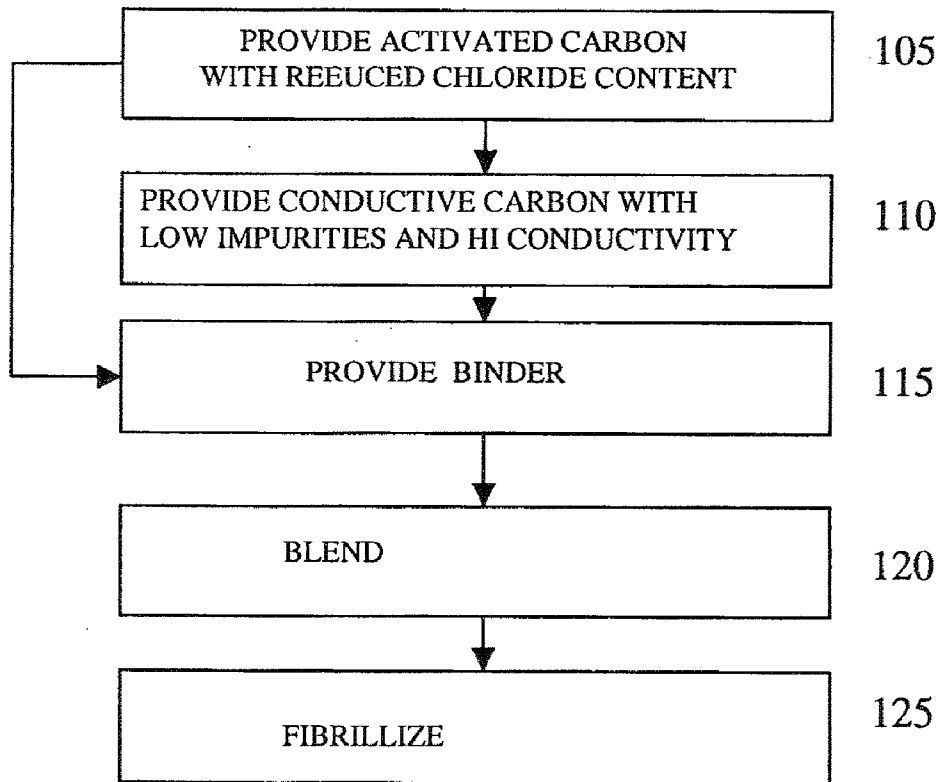 PROVIDE ACTIVATED CARBON
WITH REEUCED CHLORIDE CONTENT
105
PROVIDE CONDUCTIVE CARBON WITH
LOW IMPURITIES AND HI CONDUCTIVITY
110
PROVIDE BINDER
115
BLEND
120
FIBRILLIZE
125